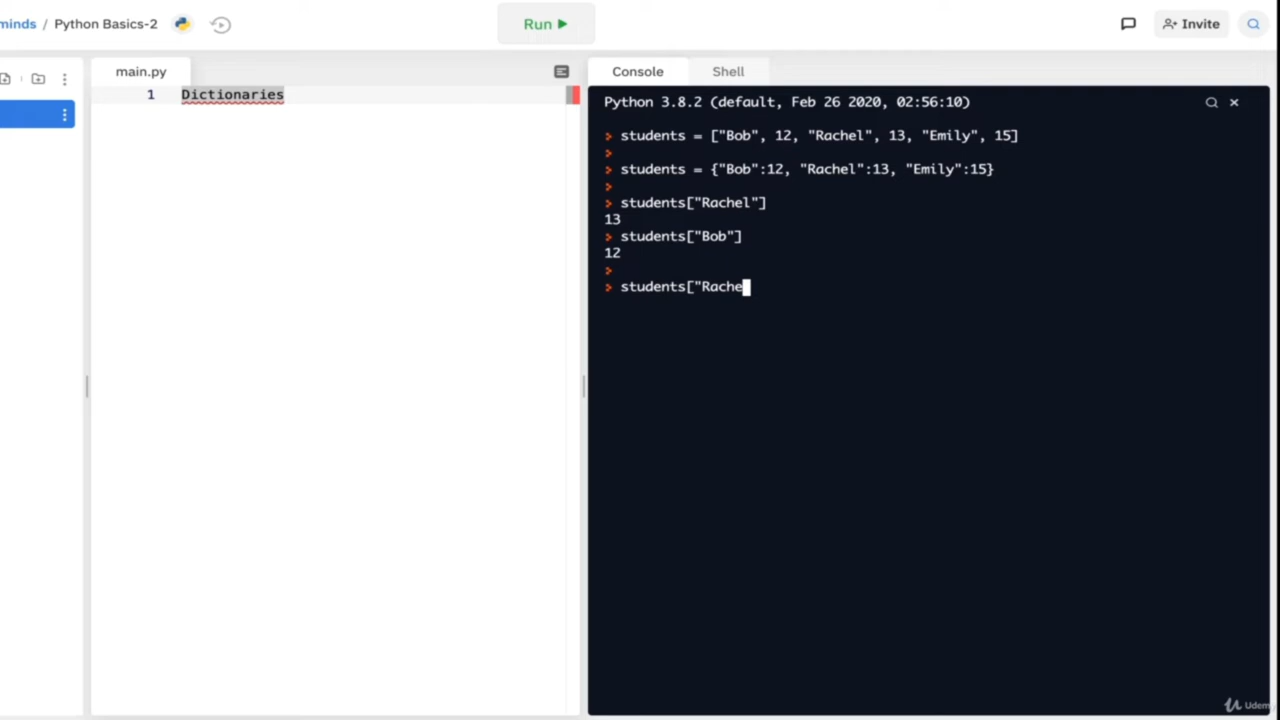 minds / Python Basics-2
Run
Invite
main.py
Console
Shell
1 Dictionaries
Python 3.8.2 (default, Feb 26 2020, 02:56:10)
> students = ["Bob", 12, "Rachel", 13, "Emily", 15]
>
> students = {"Bob":12, "Rachel":13, "Emily":15}
>
> students["Rachel"]
13
> students["Bob"]
12
>
> students["Rache
Udem